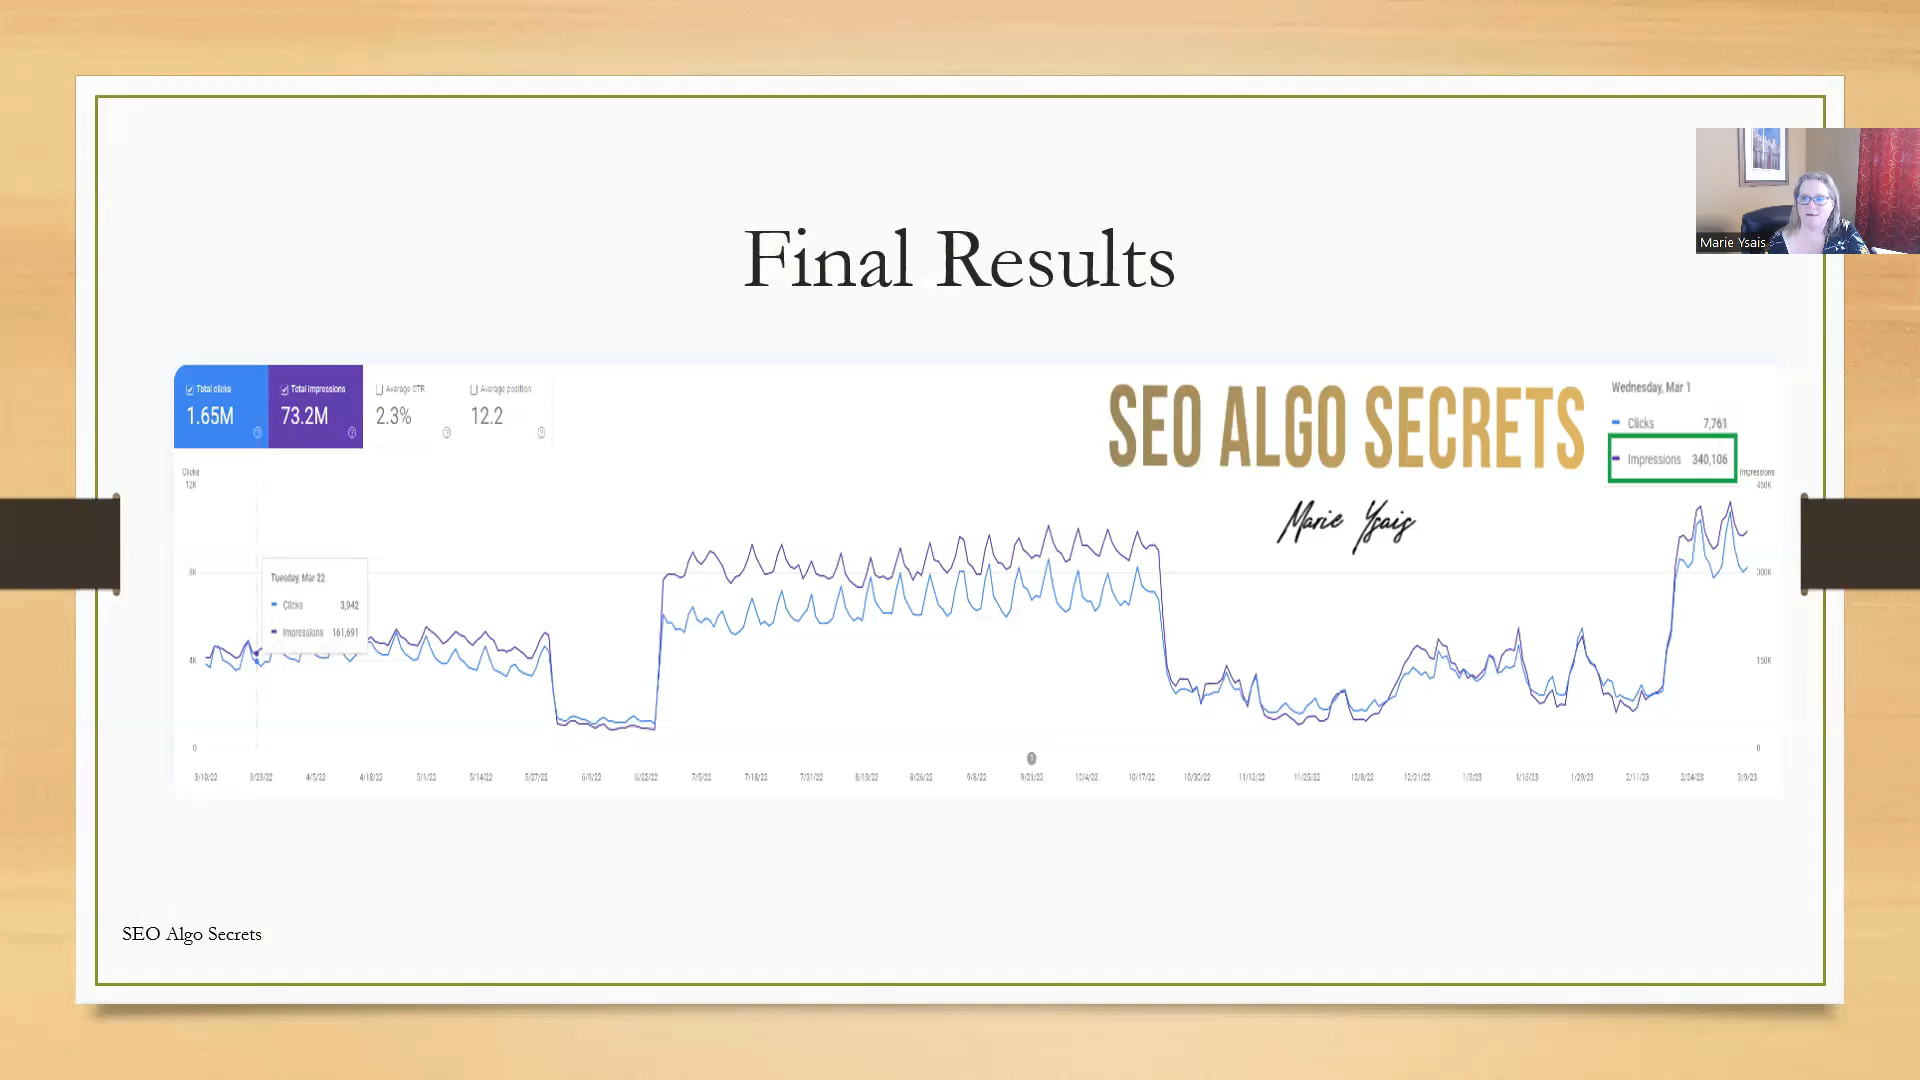 Final Results
Marie Ysais
Total clicks
1.65M
Total Impressions
73.2M
Average CTR
2.3%
Average position
12.2
SEO ALGO SECRETS
Marie Ysais
Wednesday, Mar 1
Clicks 7,761
Impressions 340,106
Clicks
12K
8K
4K
0
Impressions
450K
300K
150K
0
Tuesday, Mar 22
Clicks 3,942
Impressions 161,691
1
3/10/22 3/23/22 4/5/22 4/18/22 5/1/22 5/14/22 5/27/22 6/9/22 6/22/22 7/5/22 7/18/22 7/31/22 8/13/22 8/26/22 9/8/22 9/21/22 10/4/22 10/17/22 10/30/22 11/12/22 11/25/22 12/8/22 12/21/22 1/3/23 1/16/23 1/29/23 2/11/23 2/24/23 3/9/23
SEO Algo Secrets